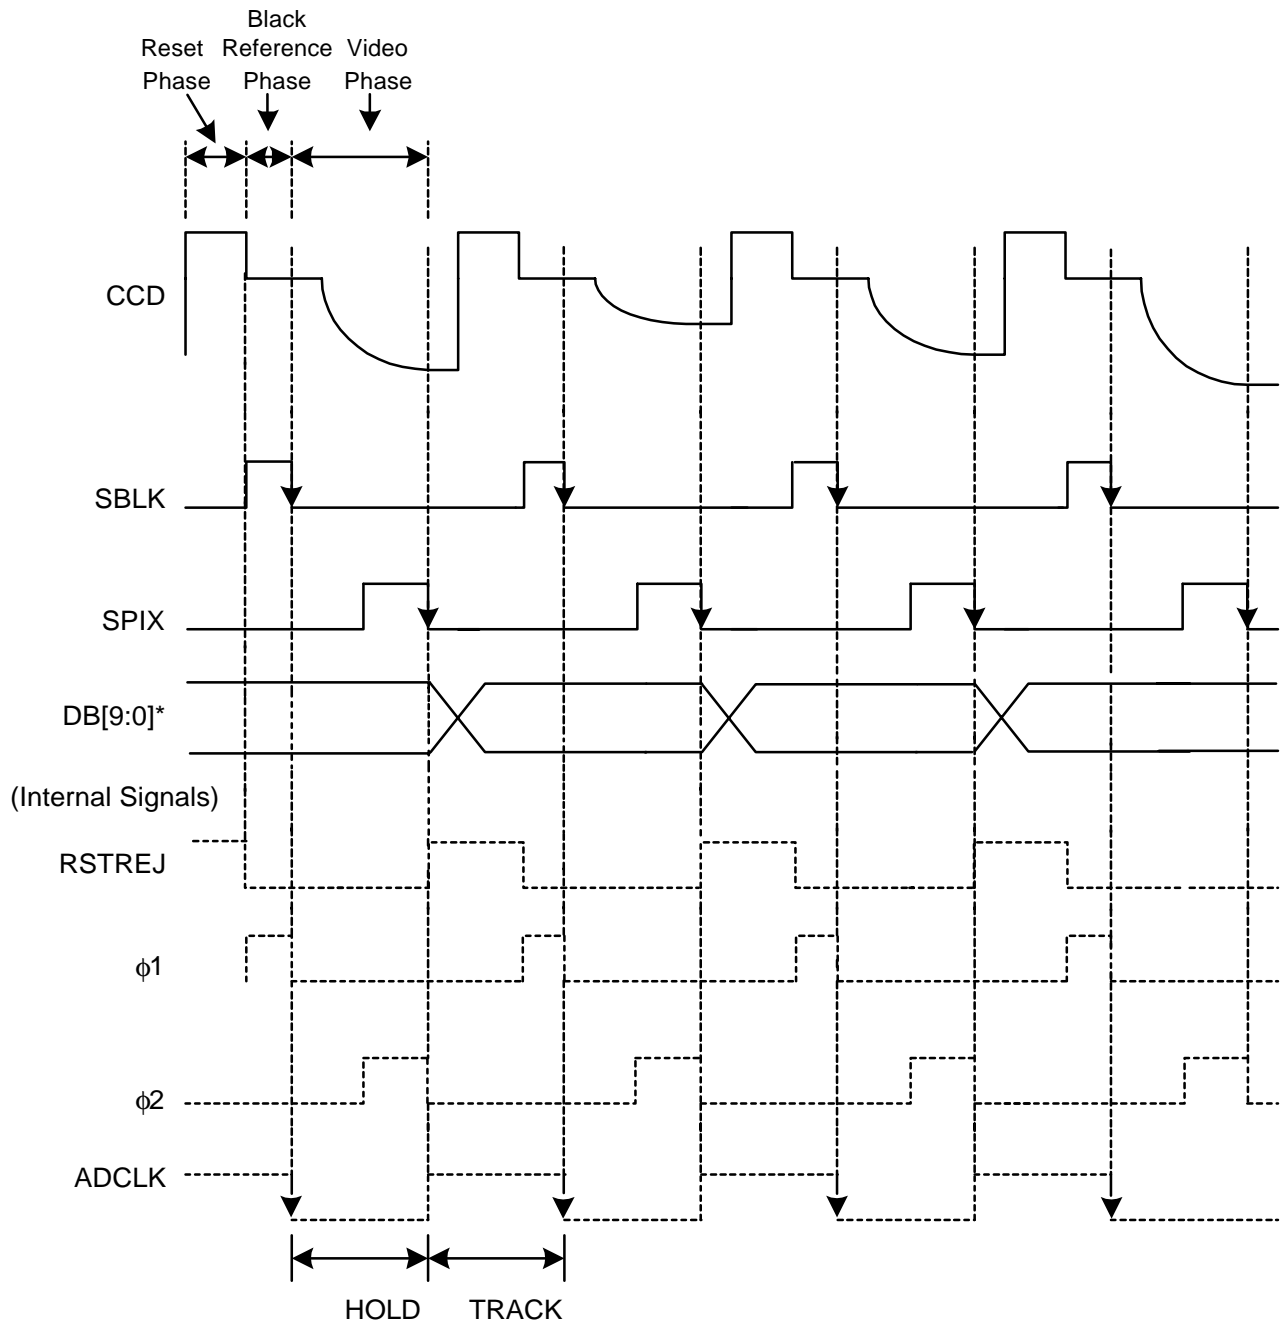 Black
Reset Reference Video
Phase Phase Phase
CCD
SBLK
SPIX
DB[9:0]*
(Internal Signals)
RSTREJ
ϕ1
ϕ2
ADCLK
HOLD TRACK